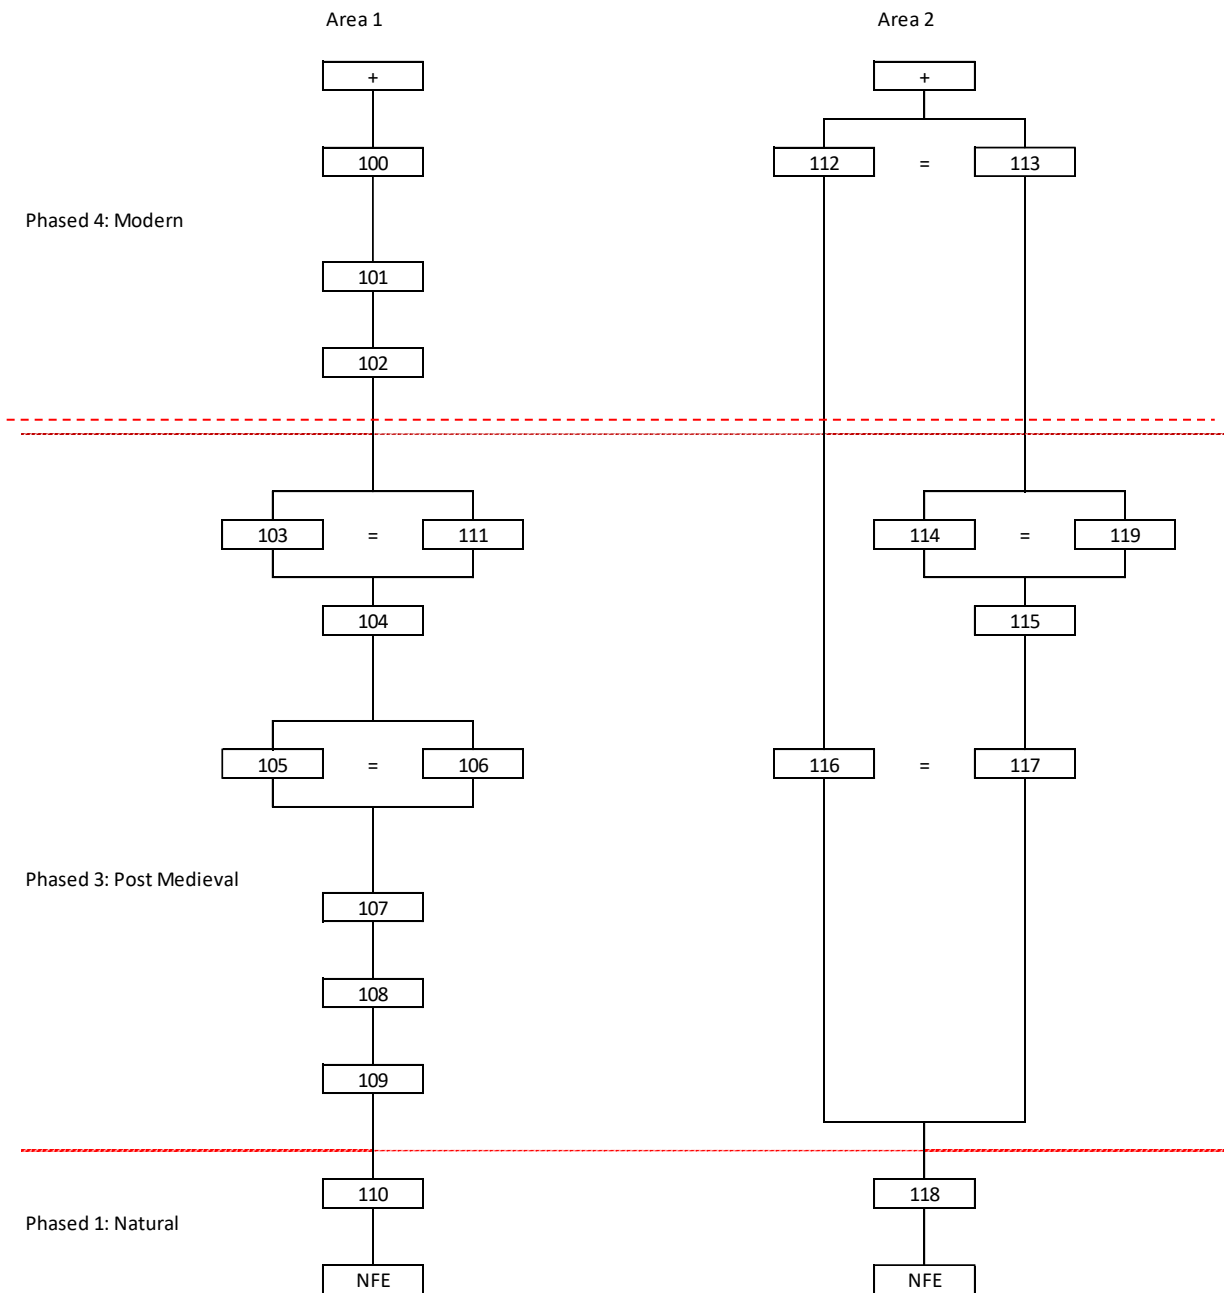 Area 1 Area 2
+ +
100 112 = 113
Phased 4: Modern
101
102
103 = 111 114 = 119
104 115
105 = 106 116 = 117
Phased 3: Post Medieval
107
108
109
110 118
Phased 1: Natural
NFE NFE